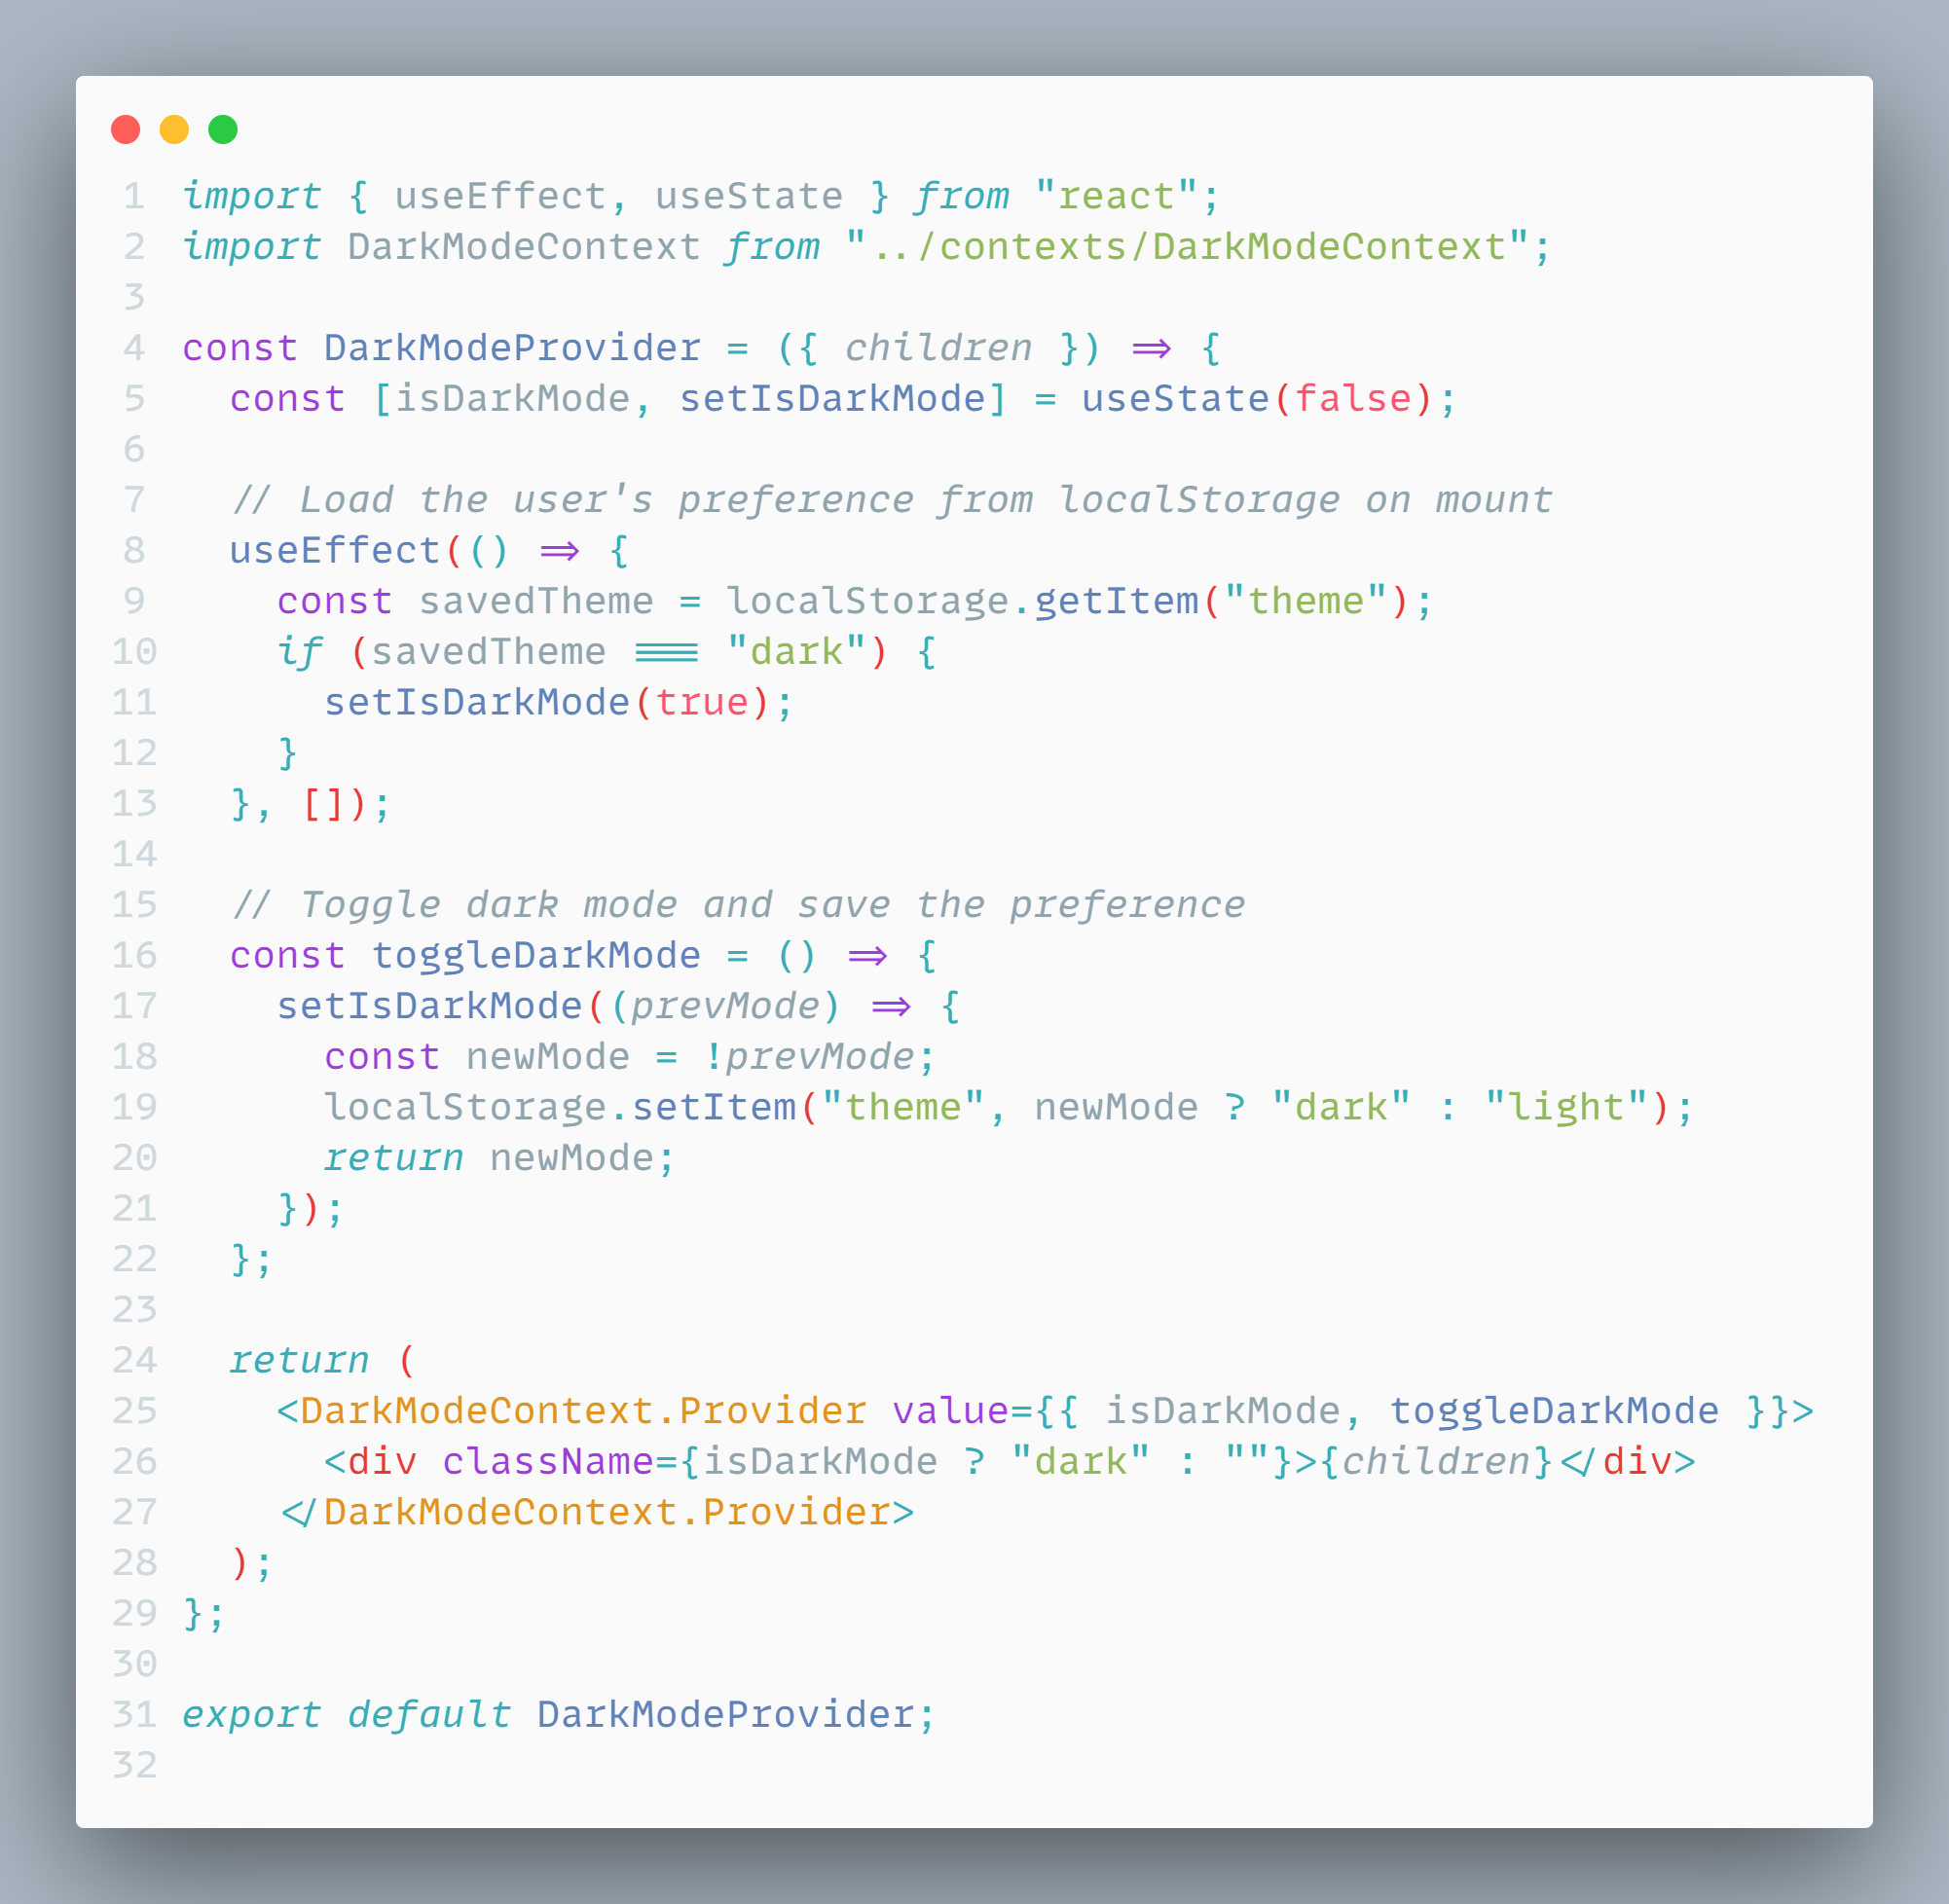 1 import { useEffect, useState } from "react";
2 import DarkModeContext from "../contexts/DarkModeContext";
3
4 const DarkModeProvider = ({ children }) => {
5   const [isDarkMode, setIsDarkMode] = useState(false);
6
7   // Load the user's preference from localStorage on mount
8   useEffect(() => {
9     const savedTheme = localStorage.getItem("theme");
10     if (savedTheme === "dark") {
11       setIsDarkMode(true);
12     }
13   }, []);
14
15   // Toggle dark mode and save the preference
16   const toggleDarkMode = () => {
17     setIsDarkMode((prevMode) => {
18       const newMode = !prevMode;
19       localStorage.setItem("theme", newMode ? "dark" : "light");
20       return newMode;
21     });
22   };
23
24   return (
25     <DarkModeContext.Provider value={{ isDarkMode, toggleDarkMode }}>
26       <div className={isDarkMode ? "dark" : ""}>{children}</div>
27     </DarkModeContext.Provider>
28   );
29 };
30
31 export default DarkModeProvider;
32